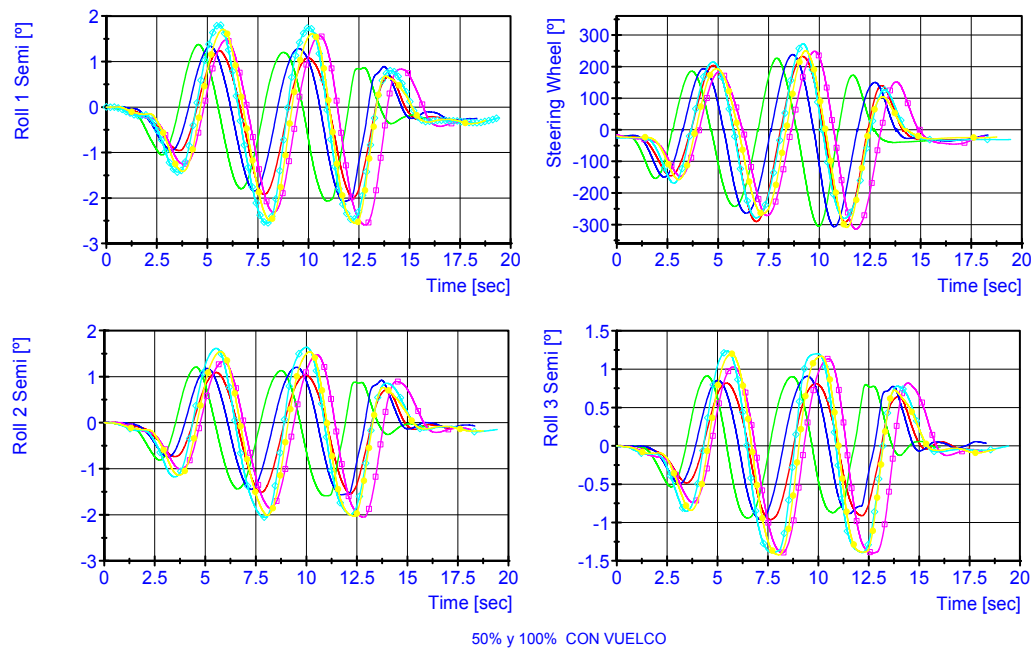 Roll 1 Semi [º]
2
1
0
-1
-2
-3
0 2.5 5 7.5 10 12.5 15 17.5 20
Time [sec]
Steering Wheel [º]
300
200
100
0
-100
-200
-300
0 2.5 5 7.5 10 12.5 15 17.5 20
Time [sec]
Roll 2 Semi [º]
2
1
0
-1
-2
-3
0 2.5 5 7.5 10 12.5 15 17.5 20
Time [sec]
Roll 3 Semi [º]
1.5
1
0.5
0
-0.5
-1
-1.5
0 2.5 5 7.5 10 12.5 15 17.5 20
Time [sec]
50% y 100% CON VUELCO